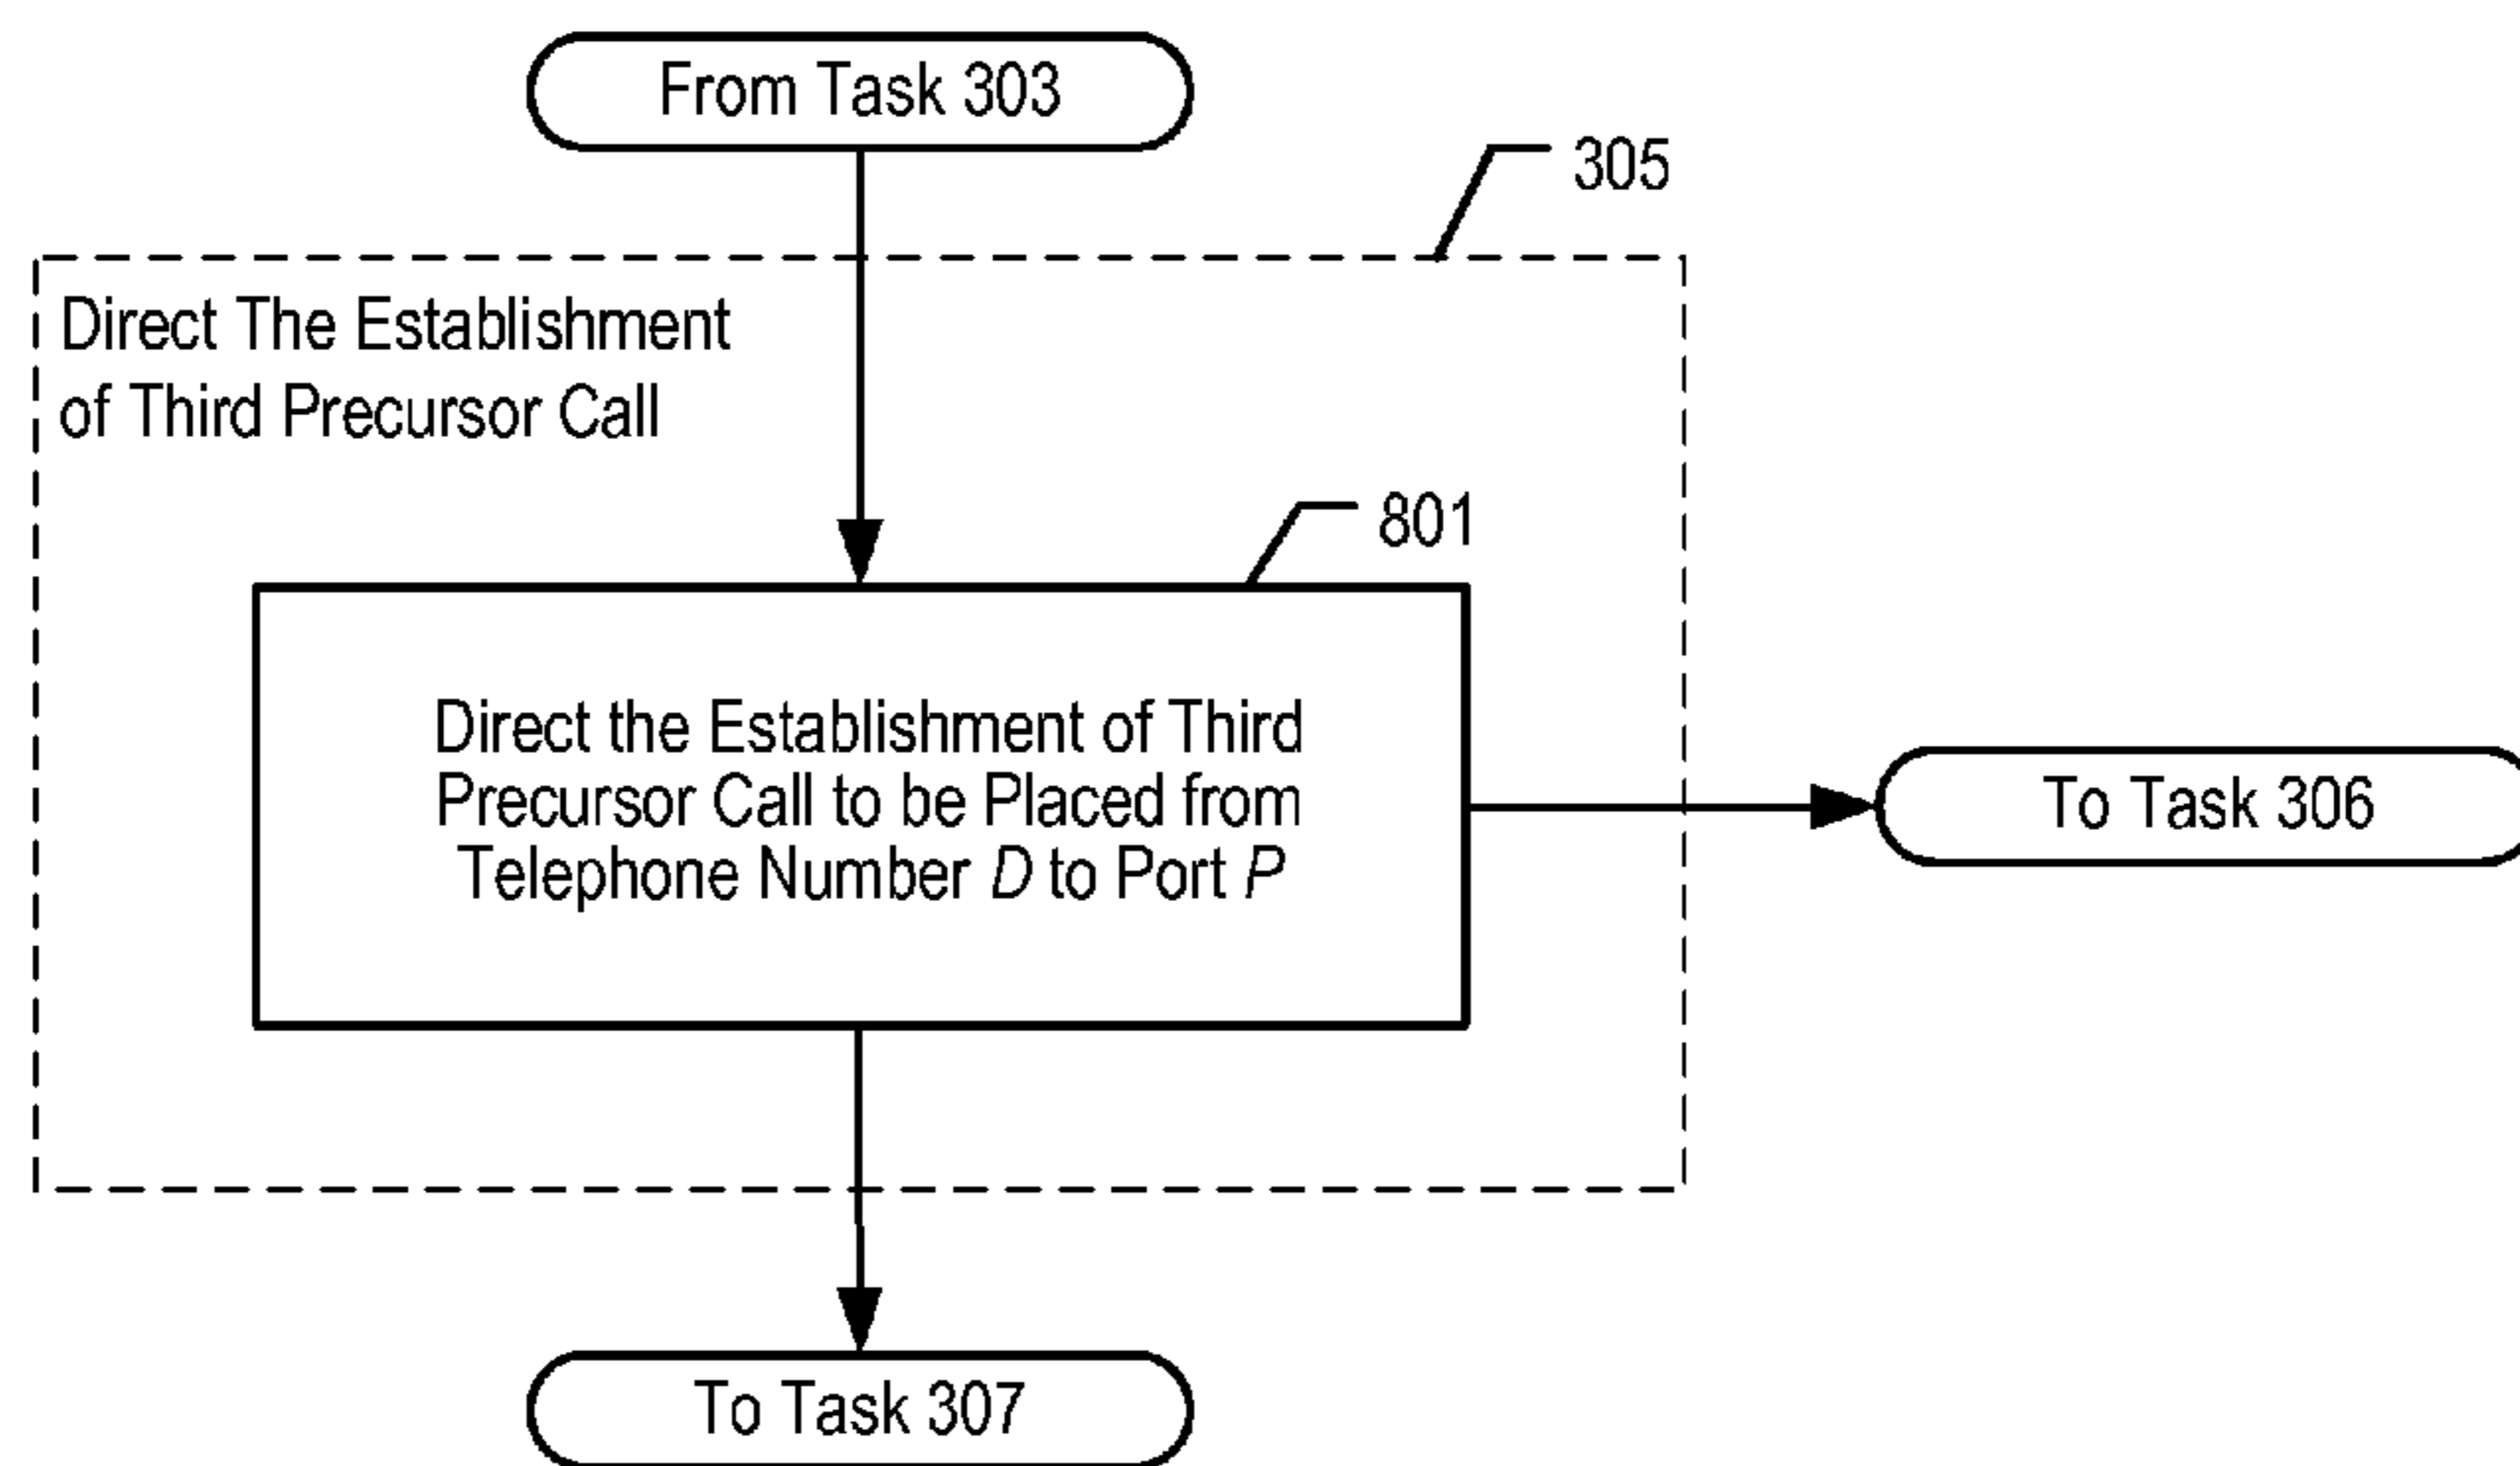 From Task 303
305
Direct The Establishment
of Third Precursor Call
801
Direct the Establishment of Third
Precursor Call to be Placed from
Telephone Number D to Port P
To Task 306
To Task 307